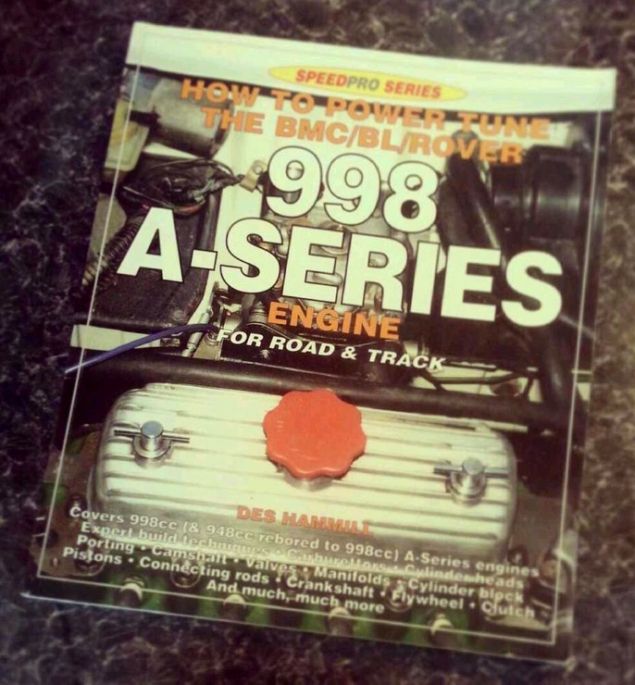 SPEEDPRO SERIES
HOW TO POWER TUNE
THE BMC/BL/ROVER
998
A-SERIES
ENGINE
FOR ROAD & TRACK
DES HAMMILL
Covers 998cc (& 948cc rebored to 998cc) A-Series engines
Expert build techniques • Carburettors • Cylinder heads
Porting • Camshaft • Valves • Manifolds • Cylinder block
Pistons • Connecting rods • Crankshaft • Flywheel • Clutch
And much, much more